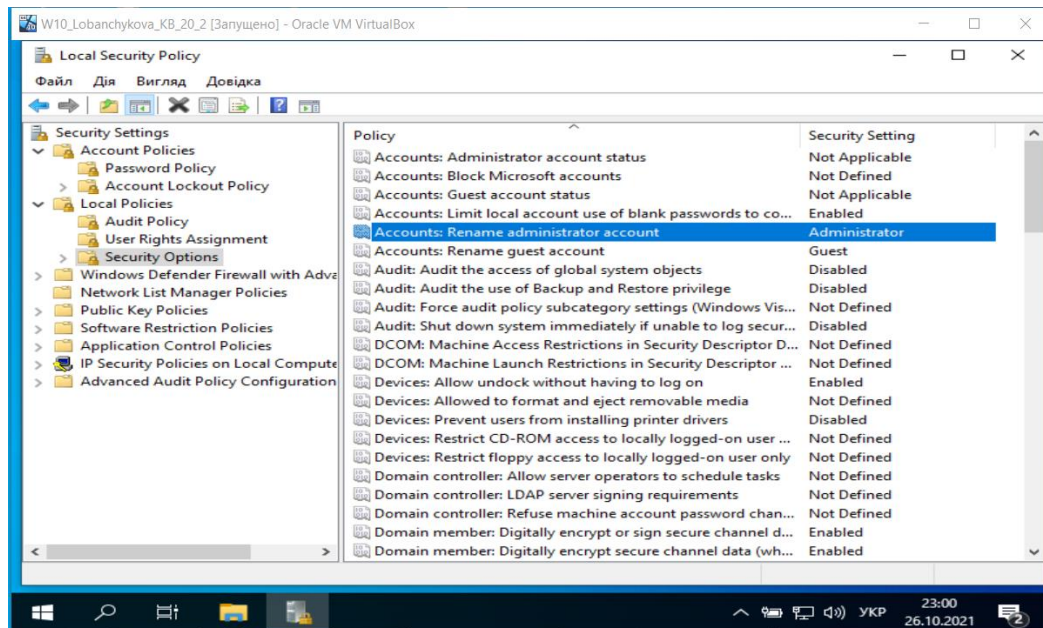 W10_Lobanchykova_KB_20_2 [Запущено] - Oracle VM VirtualBox
Local Security Policy
Файл Дія Вигляд Довідка
Security Settings
Account Policies
Password Policy
Account Lockout Policy
Local Policies
Audit Policy
User Rights Assignment
Security Options
Windows Defender Firewall with Adva
Network List Manager Policies
Public Key Policies
Software Restriction Policies
Application Control Policies
IP Security Policies on Local Compute
Advanced Audit Policy Configuration
Policy Security Setting
Accounts: Administrator account status Not Applicable
Accounts: Block Microsoft accounts Not Defined
Accounts: Guest account status Not Applicable
Accounts: Limit local account use of blank passwords to co... Enabled
Accounts: Rename administrator account Administrator
Accounts: Rename guest account Guest
Audit: Audit the access of global system objects Disabled
Audit: Audit the use of Backup and Restore privilege Disabled
Audit: Force audit policy subcategory settings (Windows Vis... Not Defined
Audit: Shut down system immediately if unable to log secur... Disabled
DCOM: Machine Access Restrictions in Security Descriptor D... Not Defined
DCOM: Machine Launch Restrictions in Security Descriptor ... Not Defined
Devices: Allow undock without having to log on Enabled
Devices: Allowed to format and eject removable media Not Defined
Devices: Prevent users from installing printer drivers Disabled
Devices: Restrict CD-ROM access to locally logged-on user ... Not Defined
Devices: Restrict floppy access to locally logged-on user only Not Defined
Domain controller: Allow server operators to schedule tasks Not Defined
Domain controller: LDAP server signing requirements Not Defined
Domain controller: Refuse machine account password chan... Not Defined
Domain member: Digitally encrypt or sign secure channel d... Enabled
Domain member: Digitally encrypt secure channel data (wh... Enabled
УКР
23:00
26.10.2021
2